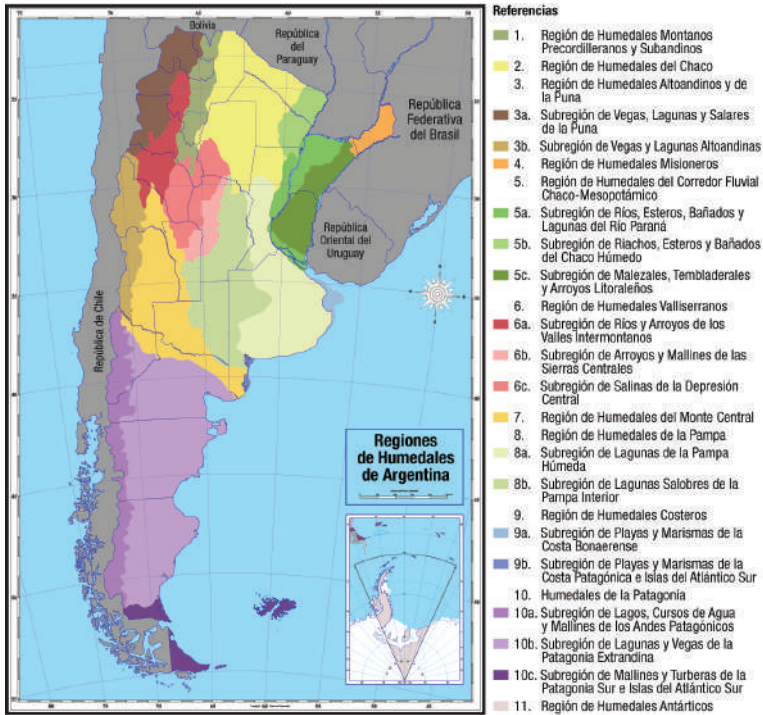 Bolivia
República
del
Paraguay
República
Federativa
del Brasil
República
Oriental del
Uruguay
República de Chile
Regiones
de Humedales
de Argentina
Referencias
1. Región de Humedales Montanos
Precordilleranos y Subandinos
2. Región de Humedales del Chaco
3. Región de Humedales Altoandinos y de
la Puna
3a. Subregión de Vegas, Lagunas y Salares
de la Puna
3b. Subregión de Vegas y Lagunas Altoandinas
4. Región de Humedales Misioneros
5. Región de Humedales del Corredor Fluvial
Chaco-Mesopotámico
5a. Subregión de Ríos, Esteros, Bañados y
Lagunas del Río Paraná
5b. Subregión de Riachos, Esteros y Bañados
del Chaco Húmedo
5c. Subregión de Malezales, Tembladerales
y Arroyos Litoraleños
6. Región de Humedales Valliserranos
6a. Subregión de Ríos y Arroyos de los
Valles Intermontanos
6b. Subregión de Arroyos y Mallines de las
Sierras Centrales
6c. Subregión de Salinas de la Depresión
Central
7. Región de Humedales del Monte Central
8. Región de Humedales de la Pampa
8a. Subregión de Lagunas de la Pampa
Húmeda
8b. Subregión de Lagunas Salobres de la
Pampa Interior
9. Región de Humedales Costeros
9a. Subregión de Playas y Marismas de la
Costa Bonaerense
9b. Subregión de Playas y Marismas de la
Costa Patagónica e Islas del Atlántico Sur
10. Humedales de la Patagonia
10a. Subregión de Lagos, Cursos de Agua
y Mallines de los Andes Patagónicos
10b. Subregión de Lagunas y Vegas de la
Patagonia Extrandina
10c. Subregión de Mallines y Turberas de la
Patagonia Sur e Islas del Atlántico Sur
11. Región de Humedales Antárticos